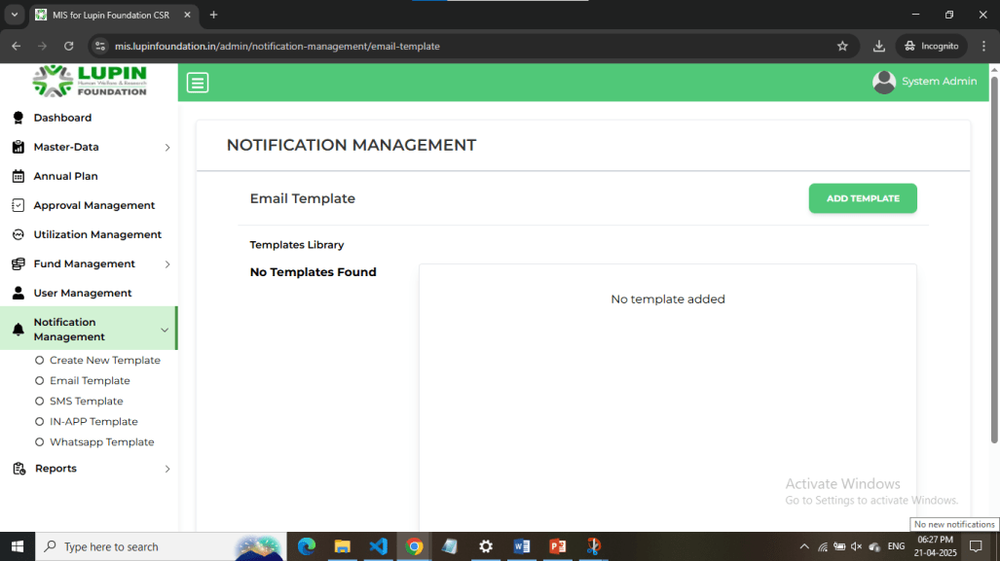 MIS for Lupin Foundation CSR
mis.lupinfoundation.in/admin/notification-management/email-template
Incognito
LUPIN
Human Welfare & Research
FOUNDATION
System Admin
Dashboard
Master-Data
Annual Plan
Approval Management
Utilization Management
Fund Management
User Management
Notification
Management
Create New Template
Email Template
SMS Template
IN-APP Template
Whatsapp Template
Reports
NOTIFICATION MANAGEMENT
Email Template
ADD TEMPLATE
Templates Library
No Templates Found
No template added
Activate Windows
Go to Settings to activate Windows.
No new notifications
Type here to search
ENG
06:27 PM
21-04-2025